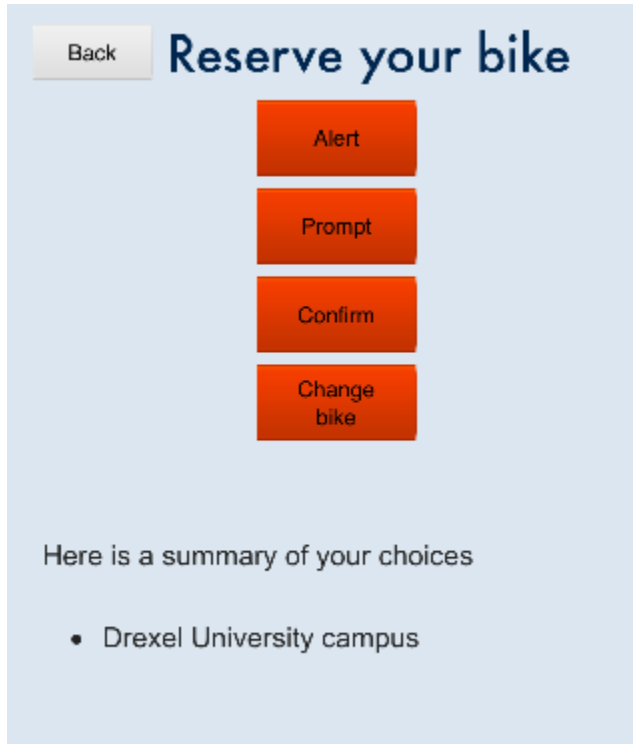 Back
Reserve your bike
Alert
Prompt
Confirm
Change
bike
Here is a summary of your choices
• Drexel University campus